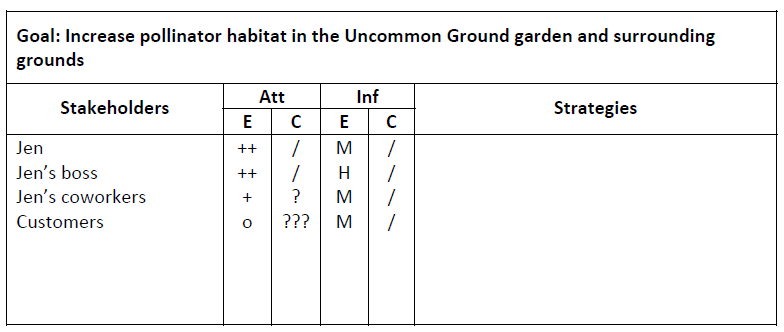 Goal: Increase pollinator habitat in the Uncommon Ground garden and surrounding
grounds
Stakeholders Att Inf Strategies
E C E C
Jen ++ / M /
Jen's boss ++ / H /
Jen's coworkers + ? M /
Customers o ??? M /